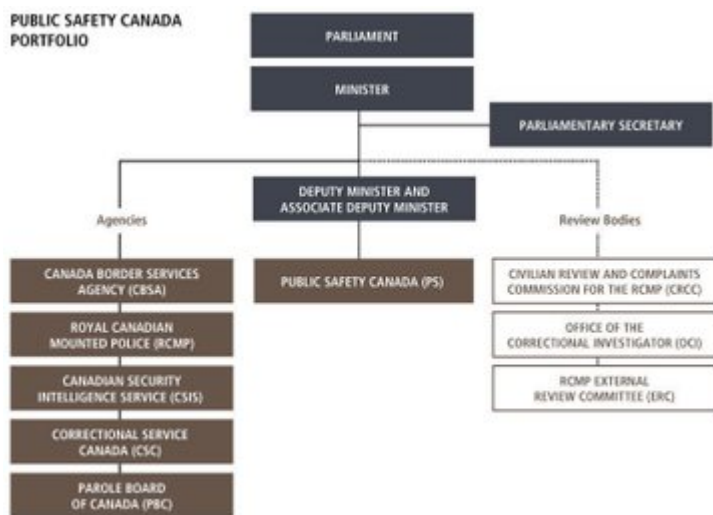 PUBLIC SAFETY CANADA
PORTFOLIO
PARLIAMENT
MINISTER
PARLIAMENTARY SECRETARY
DEPUTY MINISTER AND
ASSOCIATE DEPUTY MINISTER
Agencies
Review Bodies
CANADA BORDER SERVICES
AGENCY (CBSA)
PUBLIC SAFETY CANADA (PS)
CIVILIAN REVIEW AND COMPLAINTS
COMMISSION FOR THE RCMP (CRCC)
ROYAL CANADIAN
MOUNTED POLICE (RCMP)
OFFICE OF THE
CORRECTIONAL INVESTIGATOR (OCI)
CANADIAN SECURITY
INTELLIGENCE SERVICE (CSIS)
RCMP EXTERNAL
REVIEW COMMITTEE (ERC)
CORRECTIONAL SERVICE
CANADA (CSC)
PAROLE BOARD
OF CANADA (PBC)